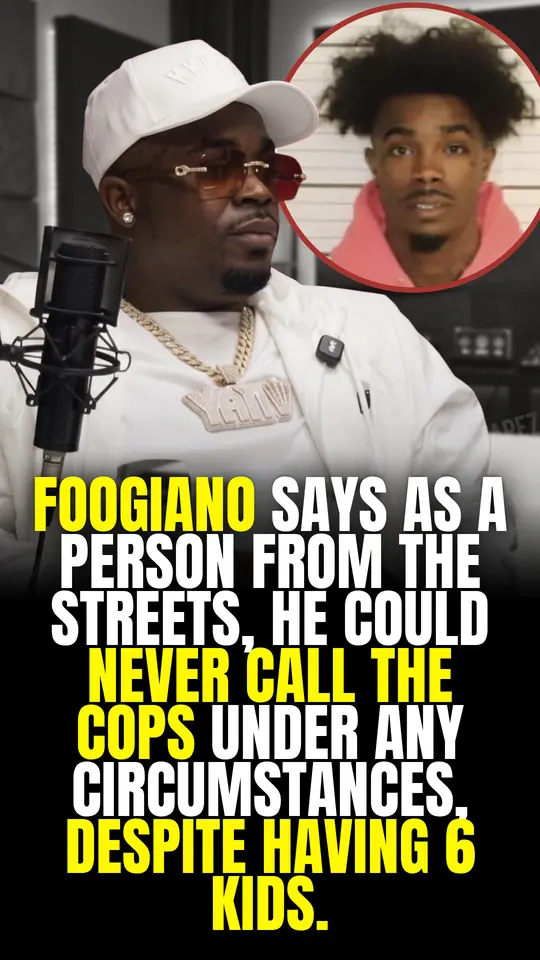 FOOGIANO SAYS AS A
PERSON FROM THE
STREETS, HE COULD
NEVER CALL THE
COPS UNDER ANY
CIRCUMSTANCES,
DESPITE HAVING 6
KIDS.